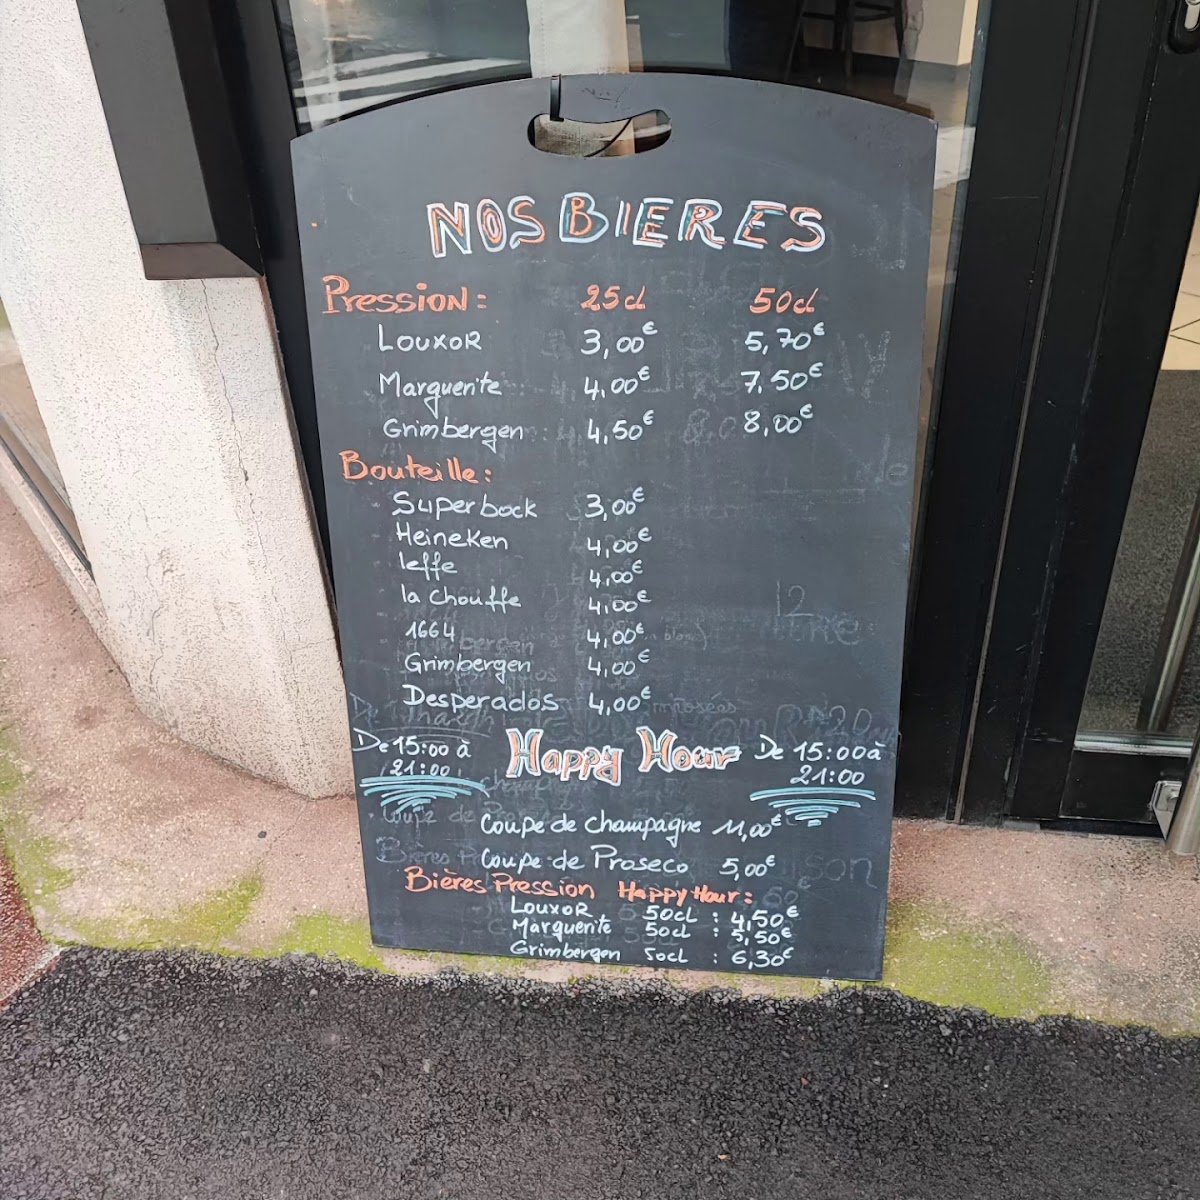 NOS BIERES
Pression: 25cl 50cl
Louxor 3,00€ 5,70€
Marguerite 4,00€ 7,50€
Grimbergen : 4,50€ 8,00€
Bouteille:
Superbock 3,00€
Heineken 4,00€
leffe 4,00€
la chouffe 4,00€
1664 4,00€
Grimbergen 4,00€
Desperados 4,00€
De 15:00 à Happy Hour De 15:00 à
21:00 21:00
Coupe de champagne 11,00€
Coupe de Proseco 5,00€
Bières Pression Happy Hour:
Louxor 50cl : 4,50€
Marguerite 50cl : 5,50€
Grimbergen 50cl : 6,30€